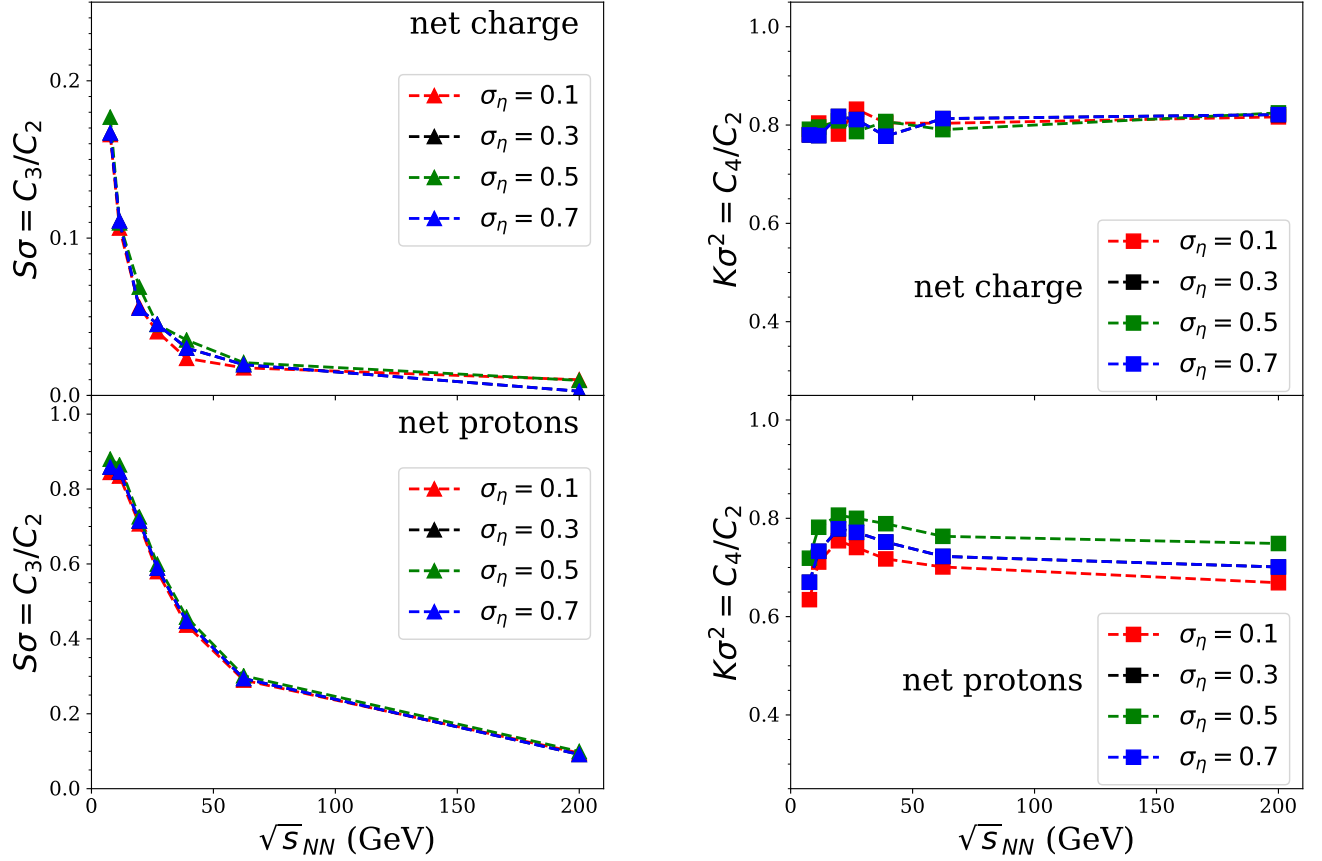 net charge
0.2
σ_η = 0.1
σ_η = 0.3
σ_η = 0.5
σ_η = 0.7
0.1
0.0
Sσ = C₃/C₂
net protons
1.0
0.8
0.6
0.4
0.2
0.0
σ_η = 0.1
σ_η = 0.3
σ_η = 0.5
σ_η = 0.7
Sσ = C₃/C₂
0 50 100 150 200
√s_NN (GeV)
1.0
0.8
0.6
0.4
Kσ² = C₄/C₂
net charge
σ_η = 0.1
σ_η = 0.3
σ_η = 0.5
σ_η = 0.7
1.0
0.8
0.6
0.4
Kσ² = C₄/C₂
net protons
σ_η = 0.1
σ_η = 0.3
σ_η = 0.5
σ_η = 0.7
0 50 100 150 200
√s_NN (GeV)